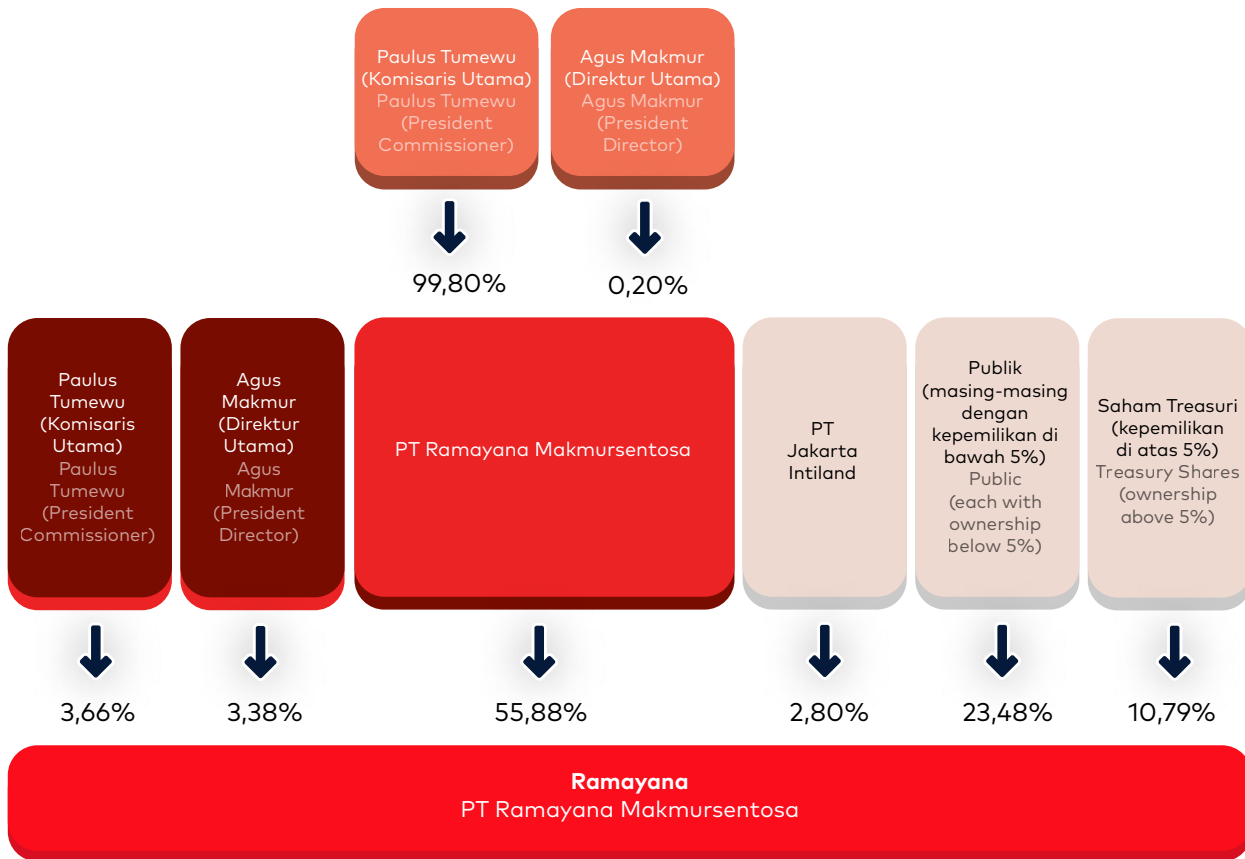 Paulus Tumewu
(Komisaris Utama)
Paulus Tumewu
(President
Commissioner)
Agus Makmur
(Direktur Utama)
Agus Makmur
(President
Director)
99,80%
0,20%
Paulus
Tumewu
(Komisaris
Utama)
Paulus
Tumewu
(President
Commissioner)
Agus
Makmur
(Direktur
Utama)
Agus
Makmur
(President
Director)
PT Ramayana Makmursentosa
PT
Jakarta
Intiland
Publik
(masing-masing
dengan
kepemilikan di
bawah 5%)
Public
(each with
ownership
below 5%)
Saham Treasuri
(kepemilikan
di atas 5%)
Treasury Shares
(ownership
above 5%)
3,66%
3,38%
55,88%
2,80%
23,48%
10,79%
Ramayana
PT Ramayana Makmursentosa